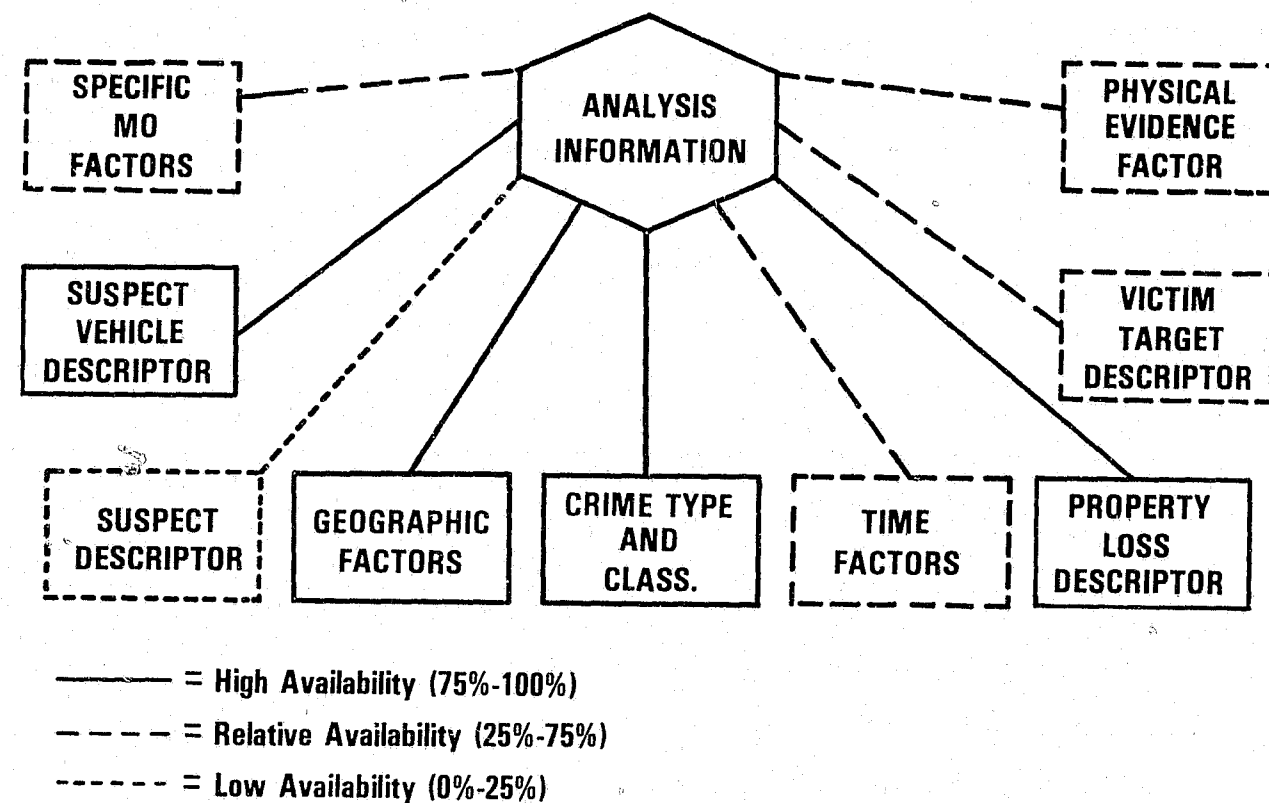 ANALYSIS
INFORMATION
SPECIFIC
MO
FACTORS
PHYSICAL
EVIDENCE
FACTOR
SUSPECT
VEHICLE
DESCRIPTOR
VICTIM
TARGET
DESCRIPTOR
SUSPECT
DESCRIPTOR
GEOGRAPHIC
FACTORS
CRIME TYPE
AND
CLASS.
TIME
FACTORS
PROPERTY
LOSS
DESCRIPTOR
= High Availability (75%-100%)
= Relative Availability (25%-75%)
= Low Availability (0%-25%)